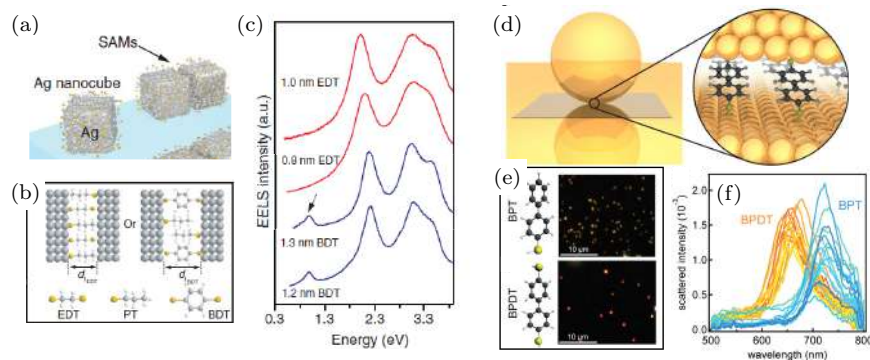 (a)
SAMs
Ag nanocube
Ag
(b)
Or
d EDT
d BDT
EDT
PT
BDT
(c)
EELS intensity (a.u.)
1.0 nm EDT
0.9 nm EDT
1.3 nm BDT
1.2 nm BDT
0.3 1.3 2.3 3.3
Energy (eV)
(d)
(e)
BPT
10 μm
BPDT
10 μm
(f)
scattered intensity (10⁻³)
2.0
1.5
1.0
0.5
0.0
BPDT
BPT
500 600 700 800
wavelength (nm)